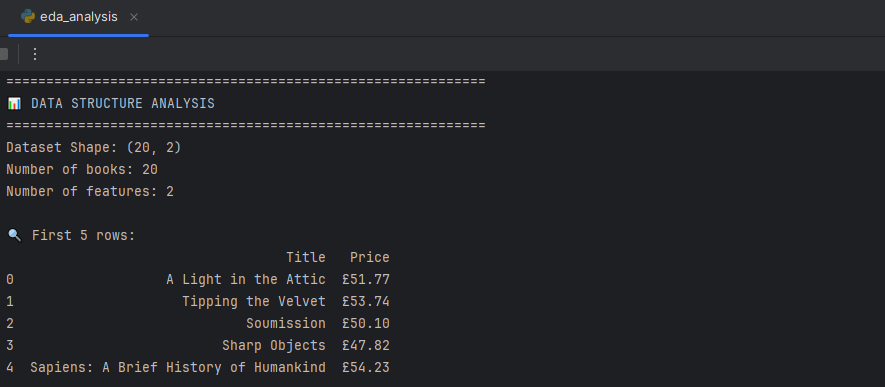 eda_analysis
============================================================
📊 DATA STRUCTURE ANALYSIS
============================================================
Dataset Shape: (20, 2)
Number of books: 20
Number of features: 2
🔍 First 5 rows:
Title Price
0 A Light in the Attic £51.77
1 Tipping the Velvet £53.74
2 Soumission £50.10
3 Sharp Objects £47.82
4 Sapiens: A Brief History of Humankind £54.23